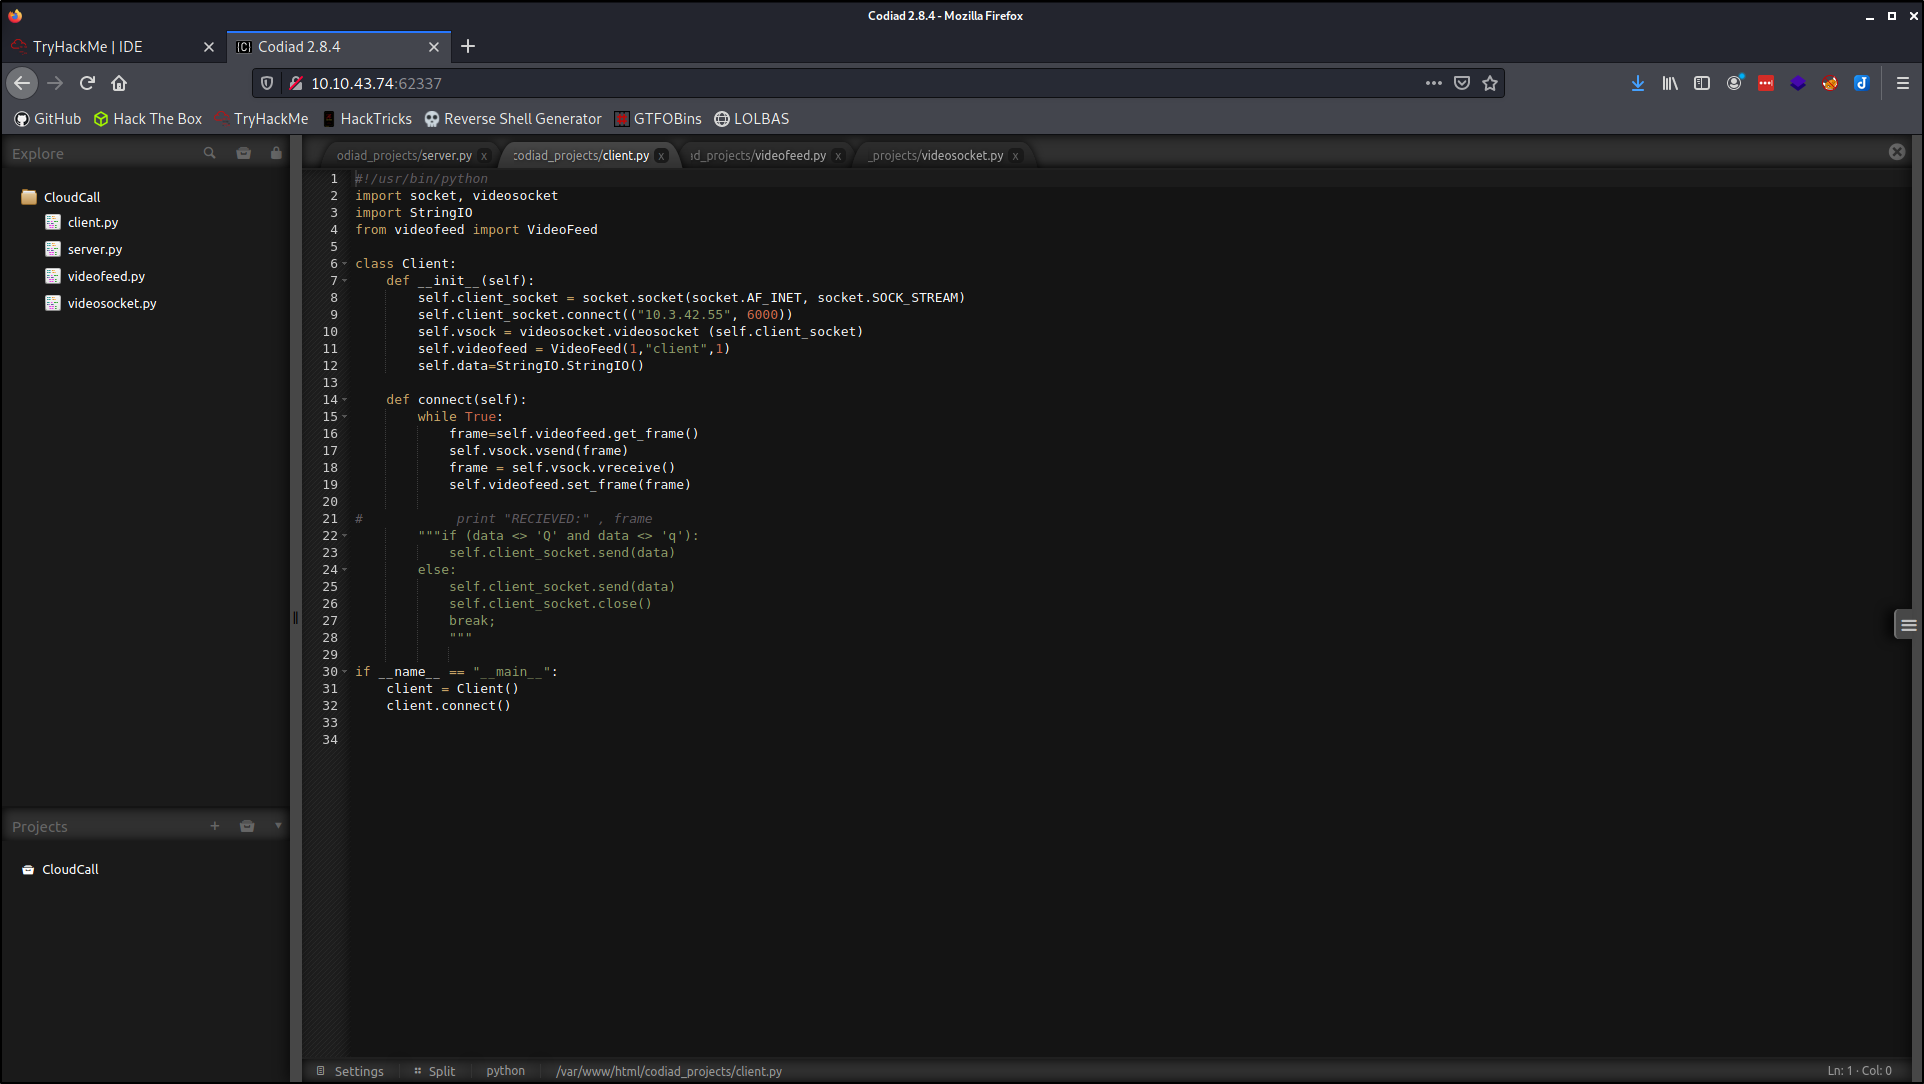 Codiad 2.8.4 - Mozilla Firefox
TryHackMe | IDE
[C] Codiad 2.8.4
10.10.43.74:62337
GitHub Hack The Box TryHackMe HackTricks Reverse Shell Generator GTFOBins LOLBAS
Explore
CloudCall
client.py
server.py
videofeed.py
videosocket.py
Projects
CloudCall
odiad_projects/server.py x codiad_projects/client.py x ıd_projects/videofeed.py x _projects/videosocket.py x
1 #!/usr/bin/python
2 import socket, videosocket
3 import StringIO
4 from videofeed import VideoFeed
5
6 class Client:
7     def __init__(self):
8         self.client_socket = socket.socket(socket.AF_INET, socket.SOCK_STREAM)
9         self.client_socket.connect(("10.3.42.55", 6000))
10         self.vsock = videosocket.videosocket (self.client_socket)
11         self.videofeed = VideoFeed(1,"client",1)
12         self.data=StringIO.StringIO()
13
14     def connect(self):
15         while True:
16             frame=self.videofeed.get_frame()
17             self.vsock.vsend(frame)
18             frame = self.vsock.vreceive()
19             self.videofeed.set_frame(frame)
20
21 #            print "RECIEVED:" , frame
22         """if (data <> 'Q' and data <> 'q'):
23             self.client_socket.send(data)
24         else:
25             self.client_socket.send(data)
26             self.client_socket.close()
27             break;
28             """
29
30 if __name__ == "__main__":
31     client = Client()
32     client.connect()
33
34
Settings Split python /var/www/html/codiad_projects/client.py Ln: 1 · Col: 0